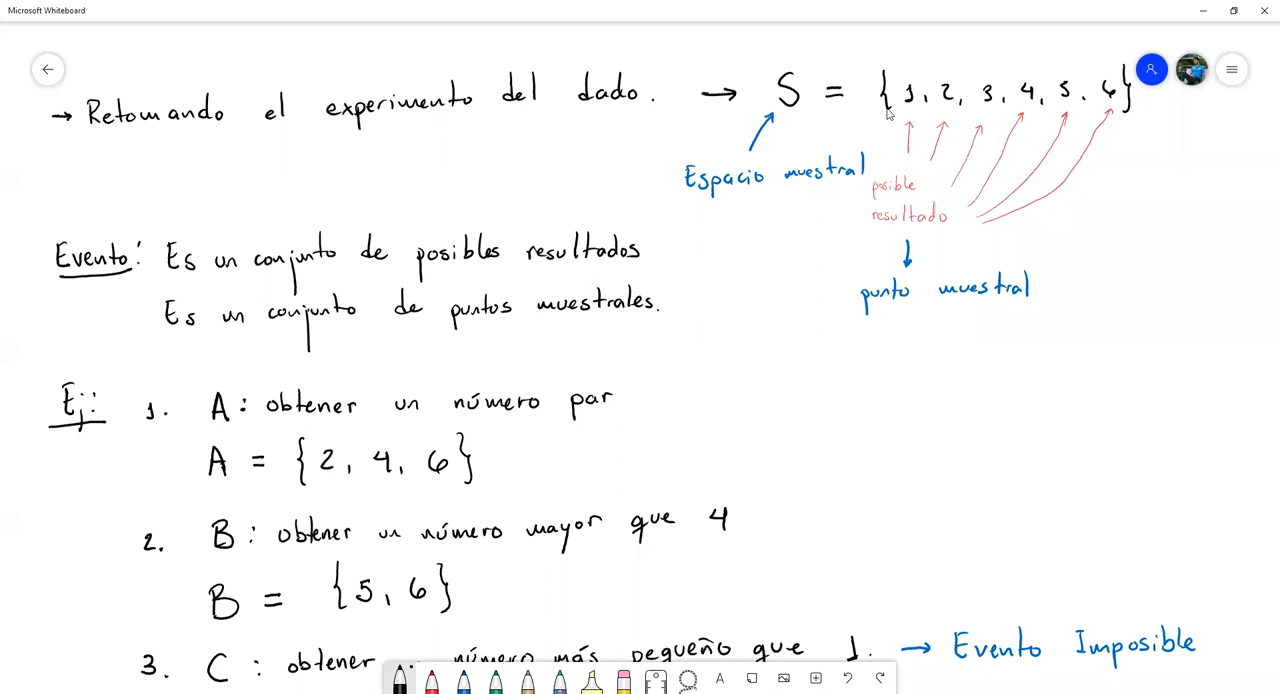 Microsoft Whiteboard
→ Retomando el experimento del dado. → S = {1, 2, 3, 4, 5, 6}
Espacio muestral
posible
resultado
punto muestral
Evento: Es un conjunto de posibles resultados
Es un conjunto de puntos muestrales.
Ej: 1. A: obtener un número par
A = {2, 4, 6}
2. B: obtener un número mayor que 4
B = {5, 6}
3. C: obtener número más pequeño que 1. → Evento Imposible
A